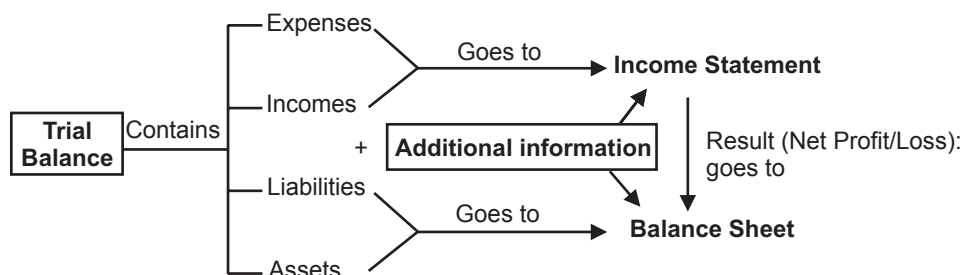 Expenses
Goes to
Income Statement
Incomes
Trial
Balance
Contains
+
Additional information
Result (Net Profit/Loss):
goes to
Liabilities
Goes to
Balance Sheet
Assets